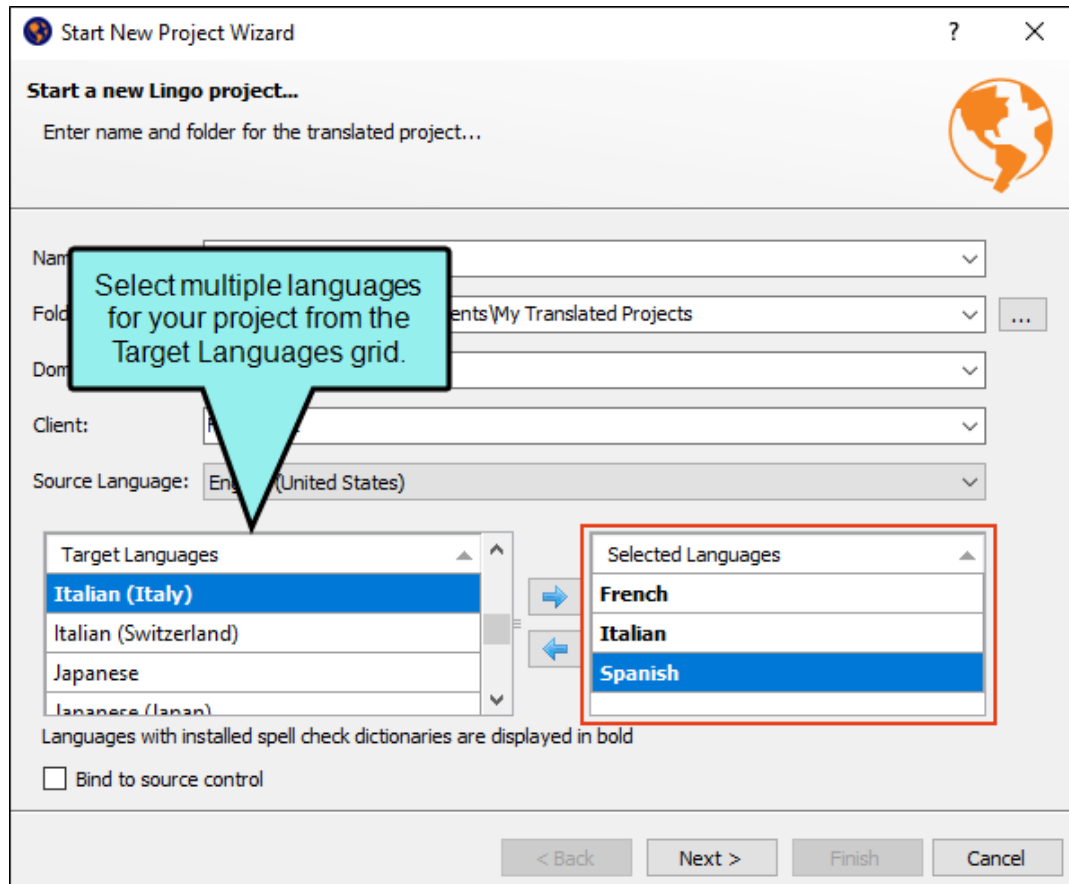 Start New Project Wizard ?
Start a new Lingo project...
Enter name and folder for the translated project...
Select multiple languages
for your project from the
Target Languages grid.
ents\My Translated Projects ...
Client:
Source Language: (United States)
Target Languages
Italian (Italy)
Italian (Switzerland)
Japanese
Japanese (Japan)
Selected Languages
French
Italian
Spanish
Languages with installed spell check dictionaries are displayed in bold
Bind to source control
< Back Next > Finish Cancel